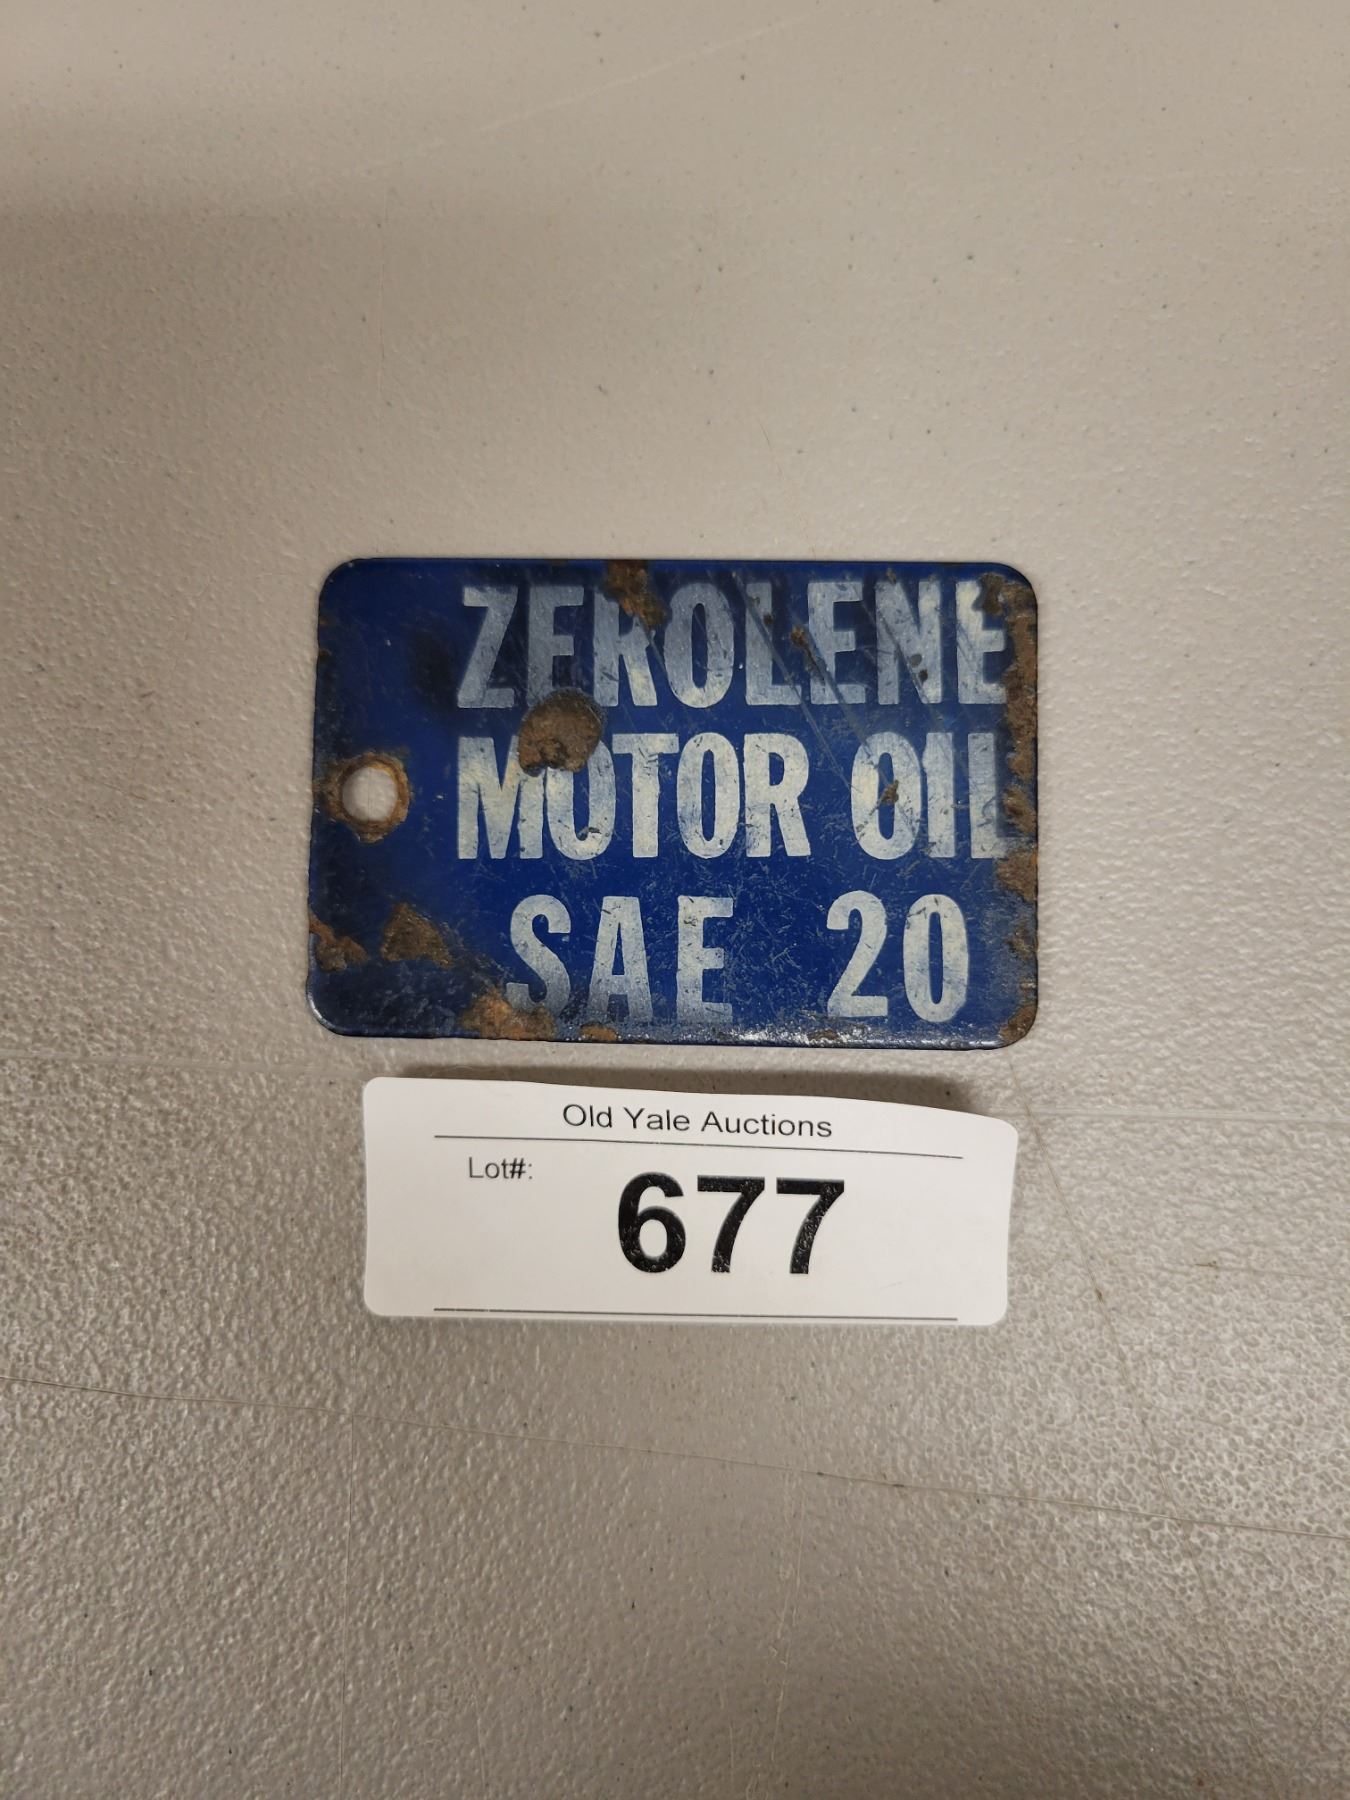 ZEROLENE
MOTOR OIL
SAE 20
Old Yale Auctions
Lot#:
677